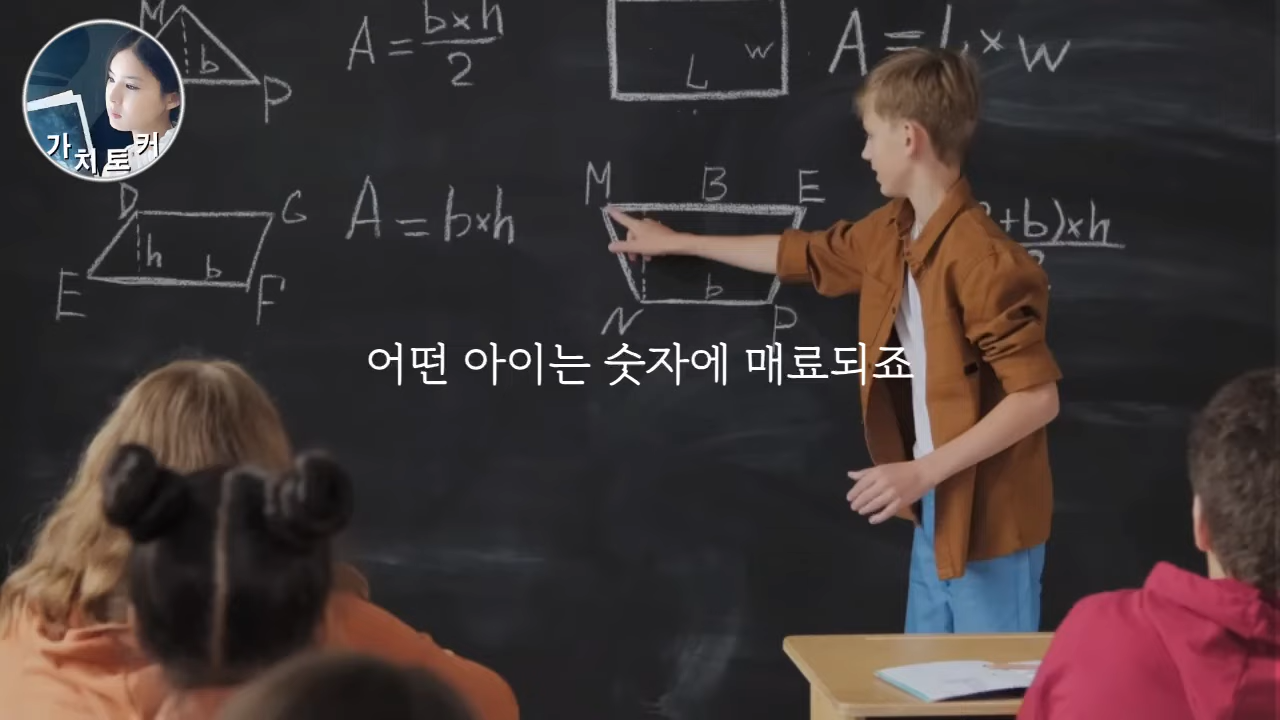 M
b
P
A = b×h/2
L
w
A = L×w
가치토커
D
G
h
b
E
F
A = b×h
M
B
E
b
N
P
+b)×h
어떤 아이는 숫자에 매료되죠